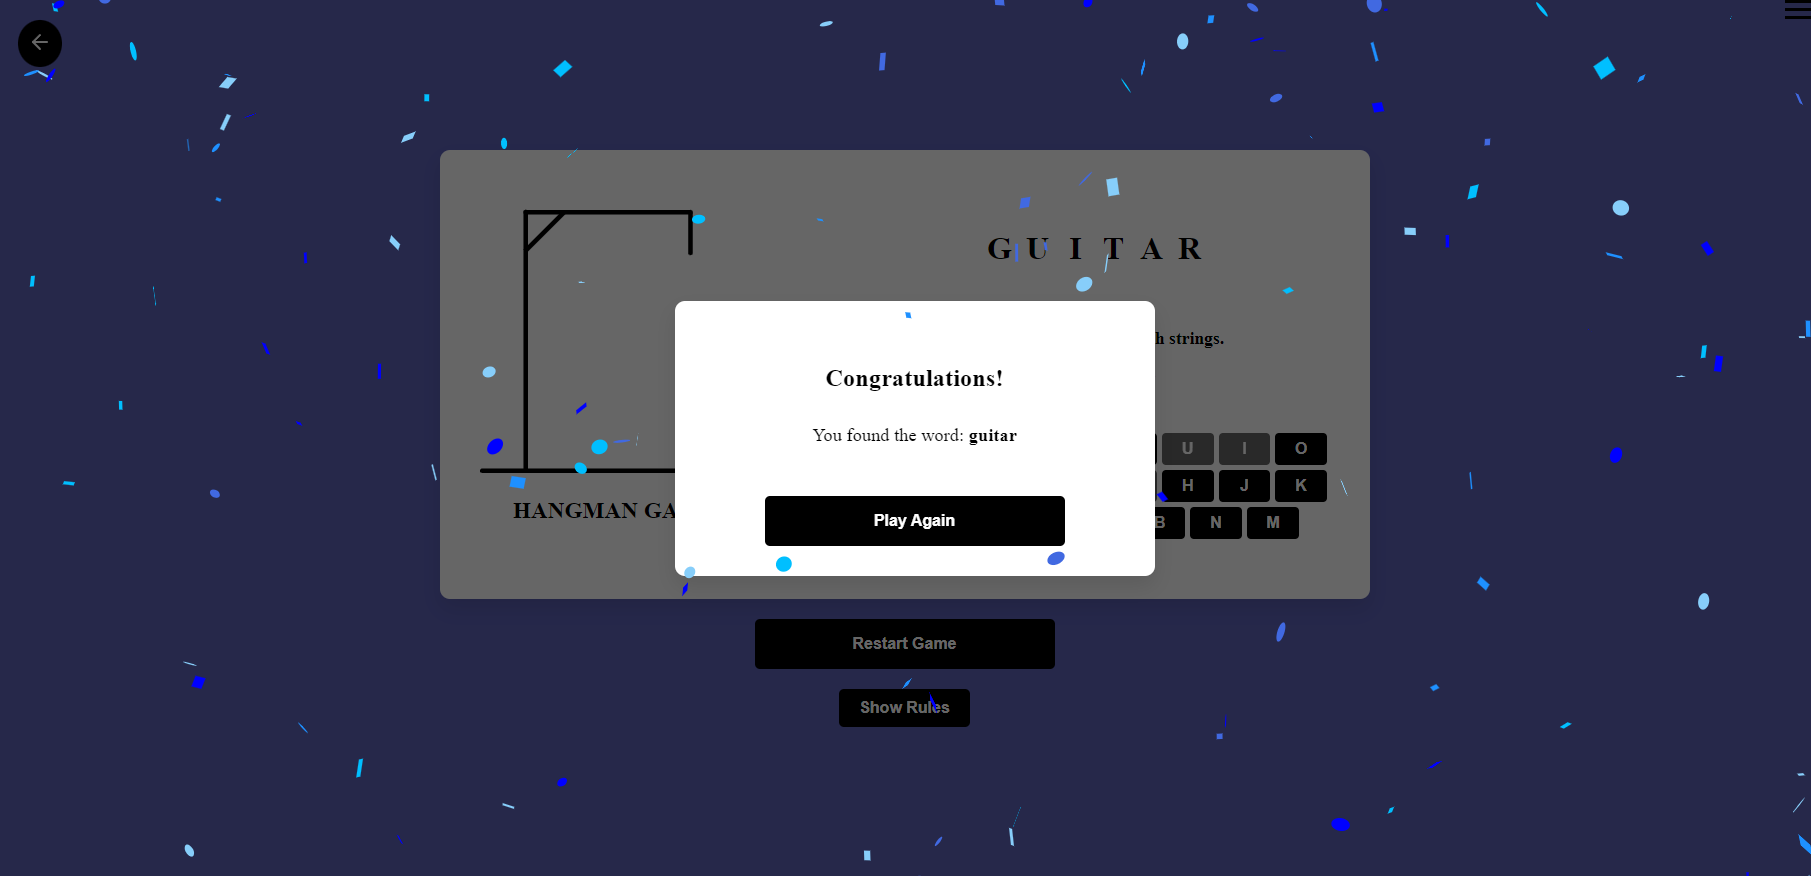 G U I T A R
h strings.
Congratulations!
You found the word: guitar
U I O
H J K
B N M
HANGMAN GA
Play Again
Restart Game
Show Rules